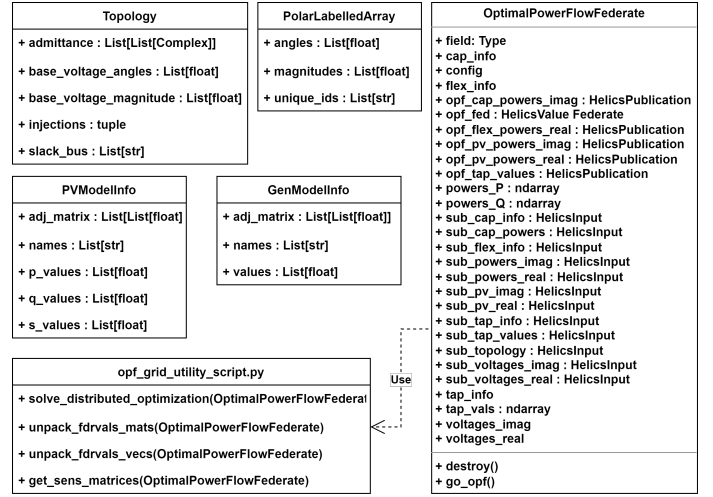 Topology
+ admittance : List[List[Complex]]
+ base_voltage_angles : List[float]
+ base_voltage_magnitude : List[float]
+ injections : tuple
+ slack_bus : List[str]
PolarLabelledArray
+ angles : List[float]
+ magnitudes : List[float]
+ unique_ids : List[str]
PVModelInfo
+ adj_matrix : List[List[float]
+ names : List[str]
+ p_values : List[float]
+ q_values : List[float]
+ s_values : List[float]
GenModelInfo
+ adj_matrix : List[List[float]]
+ names : List[str]
+ values : List[float]
opf_grid_utility_script.py
+ solve_distributed_optimization(OptimalPowerFlowFederat
+ unpack_fdrvals_mats(OptimalPowerFlowFederate)
+ unpack_fdrvals_vecs(OptimalPowerFlowFederate)
+ get_sens_matrices(OptimalPowerFlowFederate)
Use
OptimalPowerFlowFederate
+ field: Type
+ cap_info
+ config
+ flex_info
+ opf_cap_powers_imag : HelicsPublication
+ opf_fed : HelicsValue Federate
+ opf_flex_powers_real : HelicsPublication
+ opf_pv_powers_imag : HelicsPublication
+ opf_pv_powers_real : HelicsPublication
+ opf_tap_values : HelicsPublication
+ powers_P : ndarray
+ powers_Q : ndarray
+ sub_cap_info : HelicsInput
+ sub_cap_powers : HelicsInput
+ sub_flex_info : HelicsInput
+ sub_powers_imag : HelicsInput
+ sub_powers_real : HelicsInput
+ sub_pv_imag : HelicsInput
+ sub_pv_real : HelicsInput
+ sub_tap_info : HelicsInput
+ sub_tap_values : HelicsInput
+ sub_topology : HelicsInput
+ sub_voltages_imag : HelicsInput
+ sub_voltages_real : HelicsInput
+ tap_info
+ tap_vals : ndarray
+ voltages_imag
+ voltages_real
+ destroy()
+ go_opf()